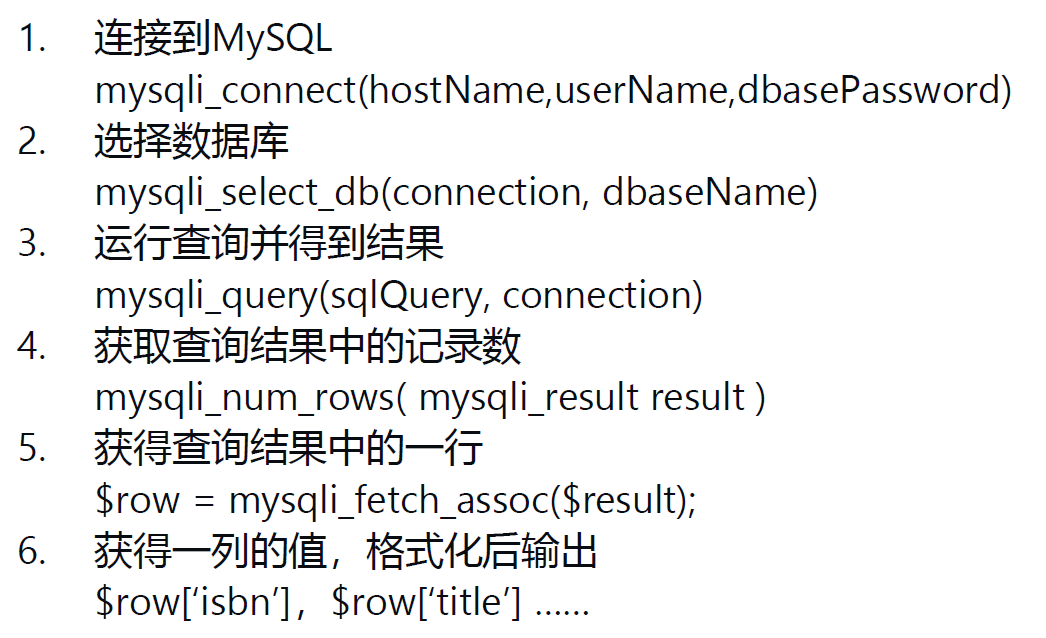 1. 连接到MySQL
mysqli_connect(hostName,userName,dbasePassword)
2. 选择数据库
mysqli_select_db(connection, dbaseName)
3. 运行查询并得到结果
mysqli_query(sqlQuery, connection)
4. 获取查询结果中的记录数
mysqli_num_rows( mysqli_result result )
5. 获得查询结果中的一行
$row = mysqli_fetch_assoc($result);
6. 获得一列的值，格式化后输出
$row[‘isbn’]，$row[‘title’] ……